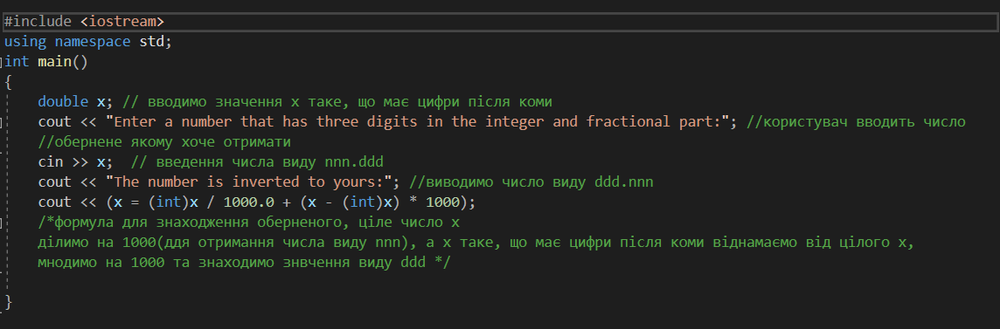 #include <iostream>
using namespace std;
int main()
{
double x; // вводимо значення x таке, що має цифри після коми
cout << "Enter a number that has three digits in the integer and fractional part:"; //користувач вводить число
//обернене якому хоче отримати
cin >> x;  // введення числа виду nnn.ddd
cout << "The number is inverted to yours:"; //виводимо число виду ddd.nnn
cout << (x = (int)x / 1000.0 + (x - (int)x) * 1000);
/*формула для знаходження оберненого, ціле число x
ділимо на 1000(ддя отримання числа виду nnn), а x таке, що має цифри після коми віднамаємо від цілого x,
мнодимо на 1000 та знаходимо знвчення виду ddd */
}